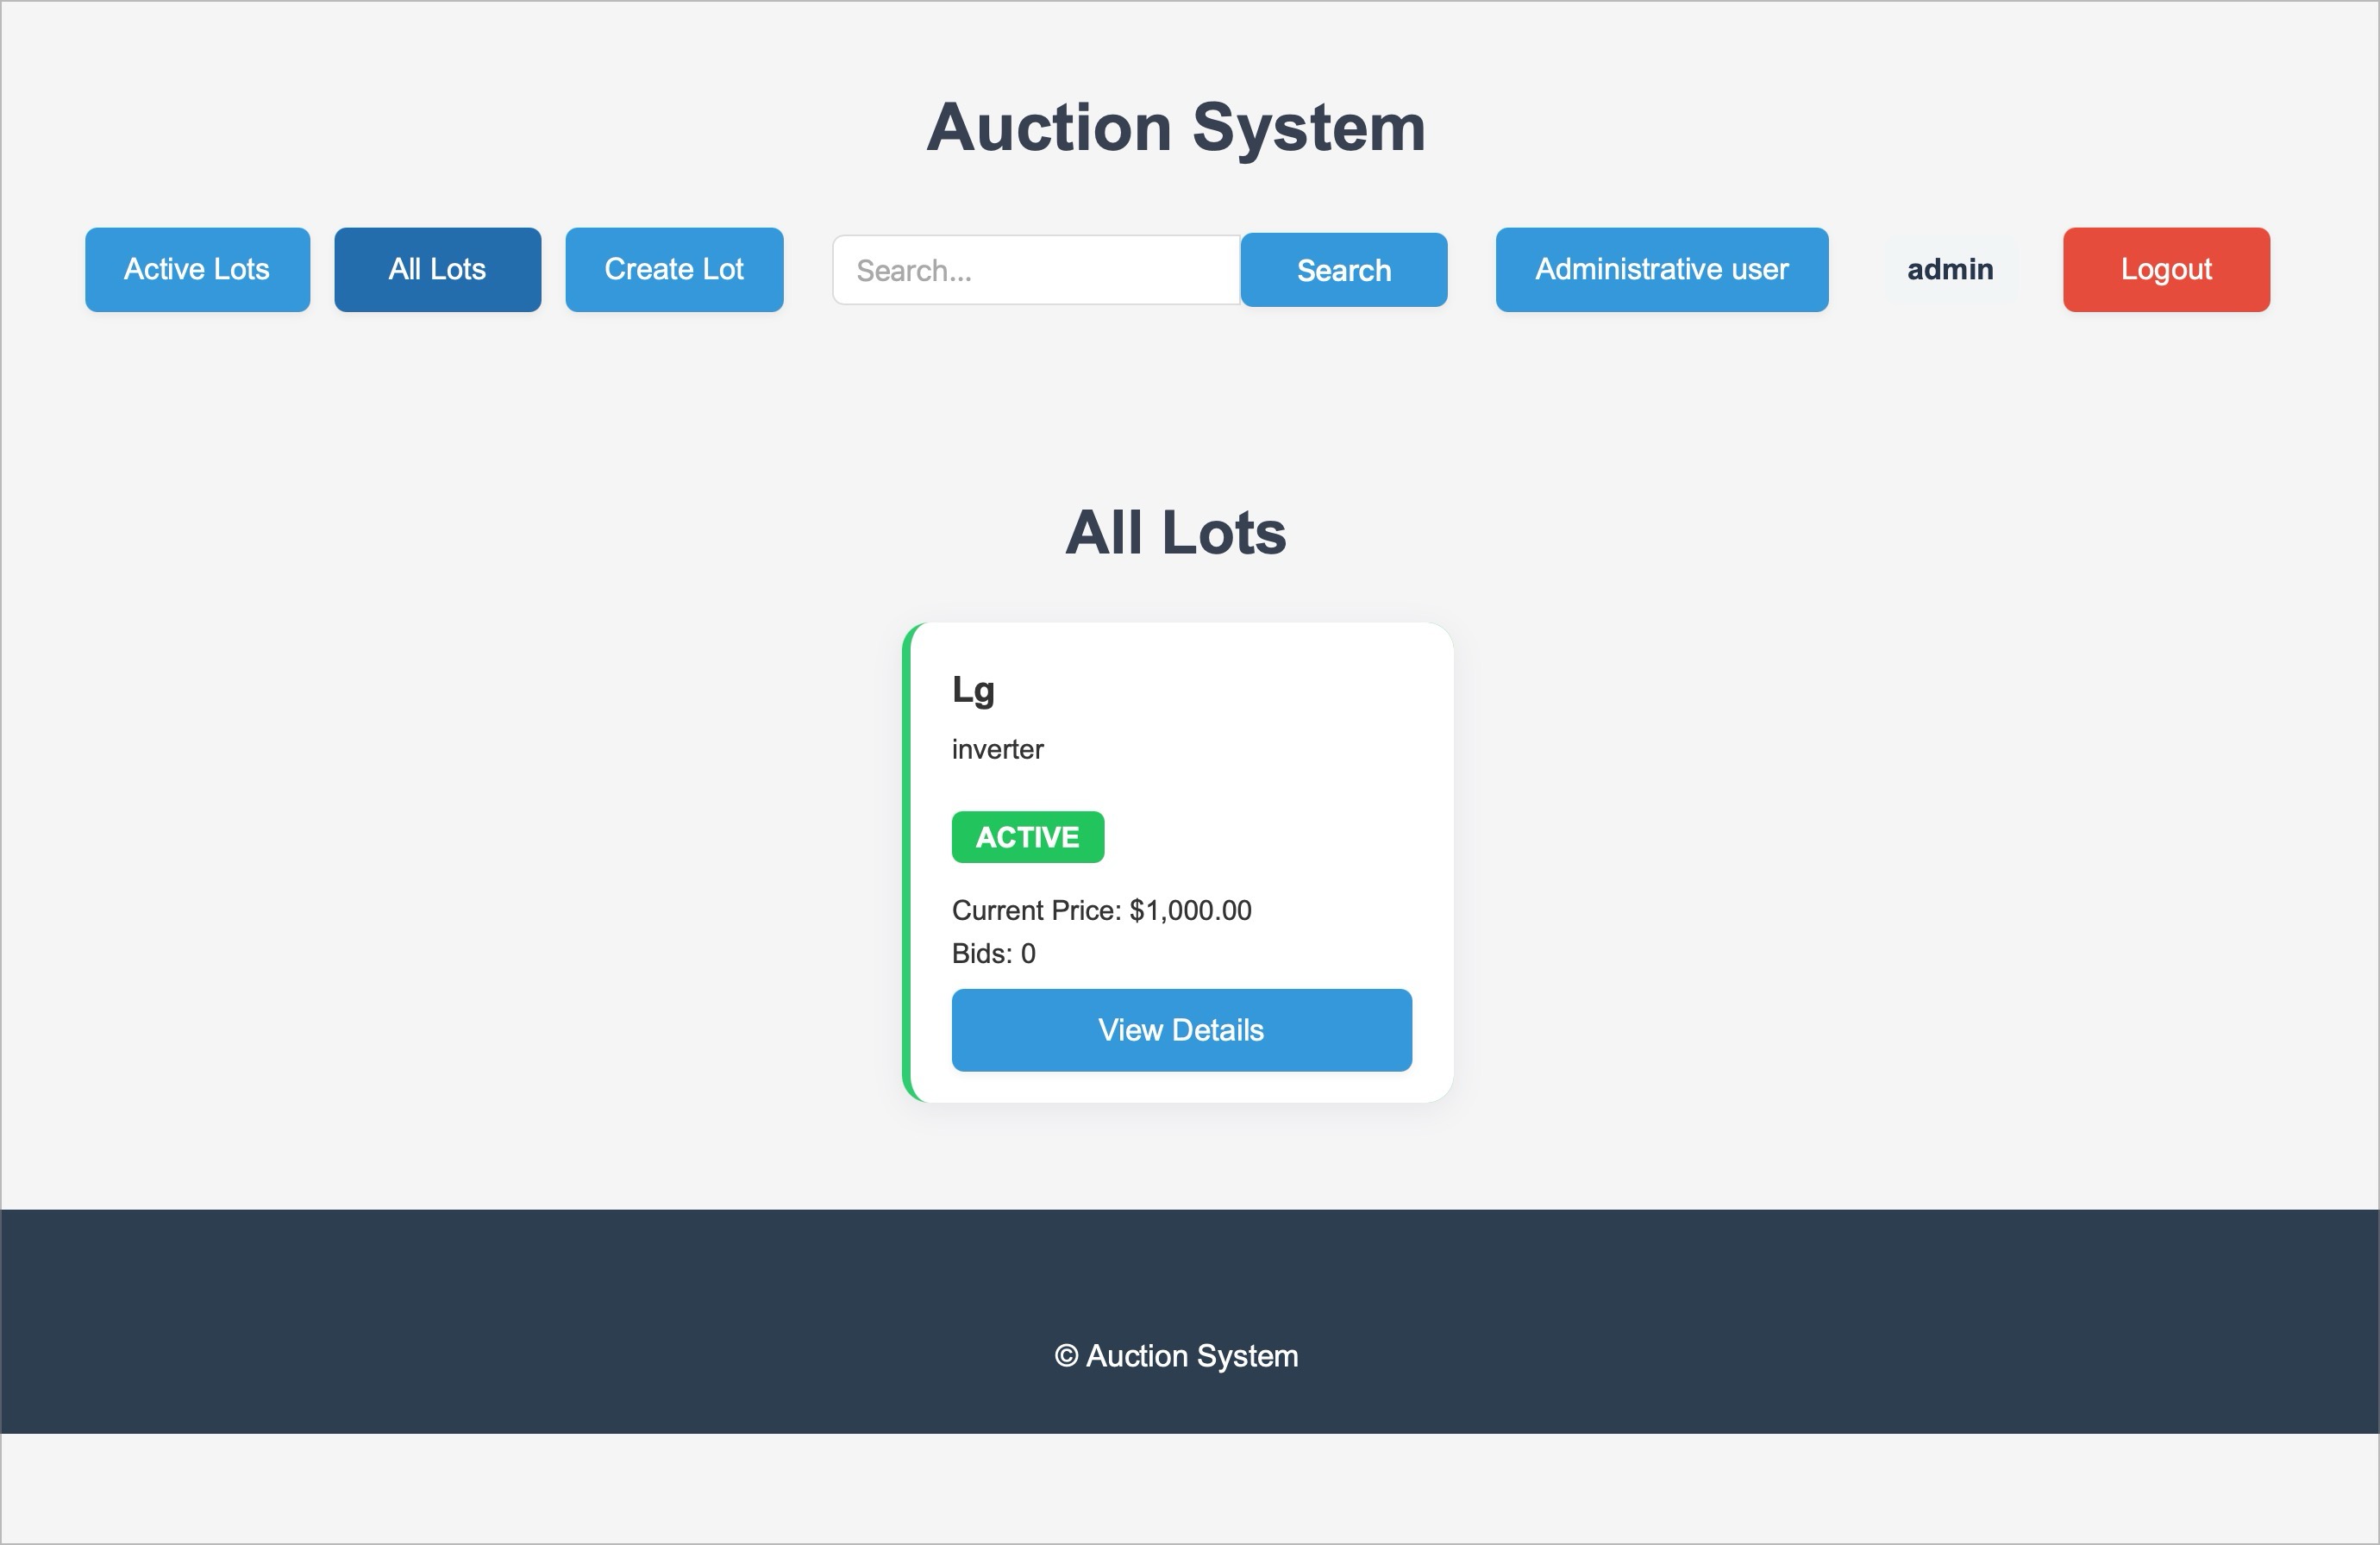 Auction System
Active Lots All Lots Create Lot Search... Search Administrative user admin Logout
All Lots
Lg
inverter
ACTIVE
Current Price: $1,000.00
Bids: 0
View Details
© Auction System